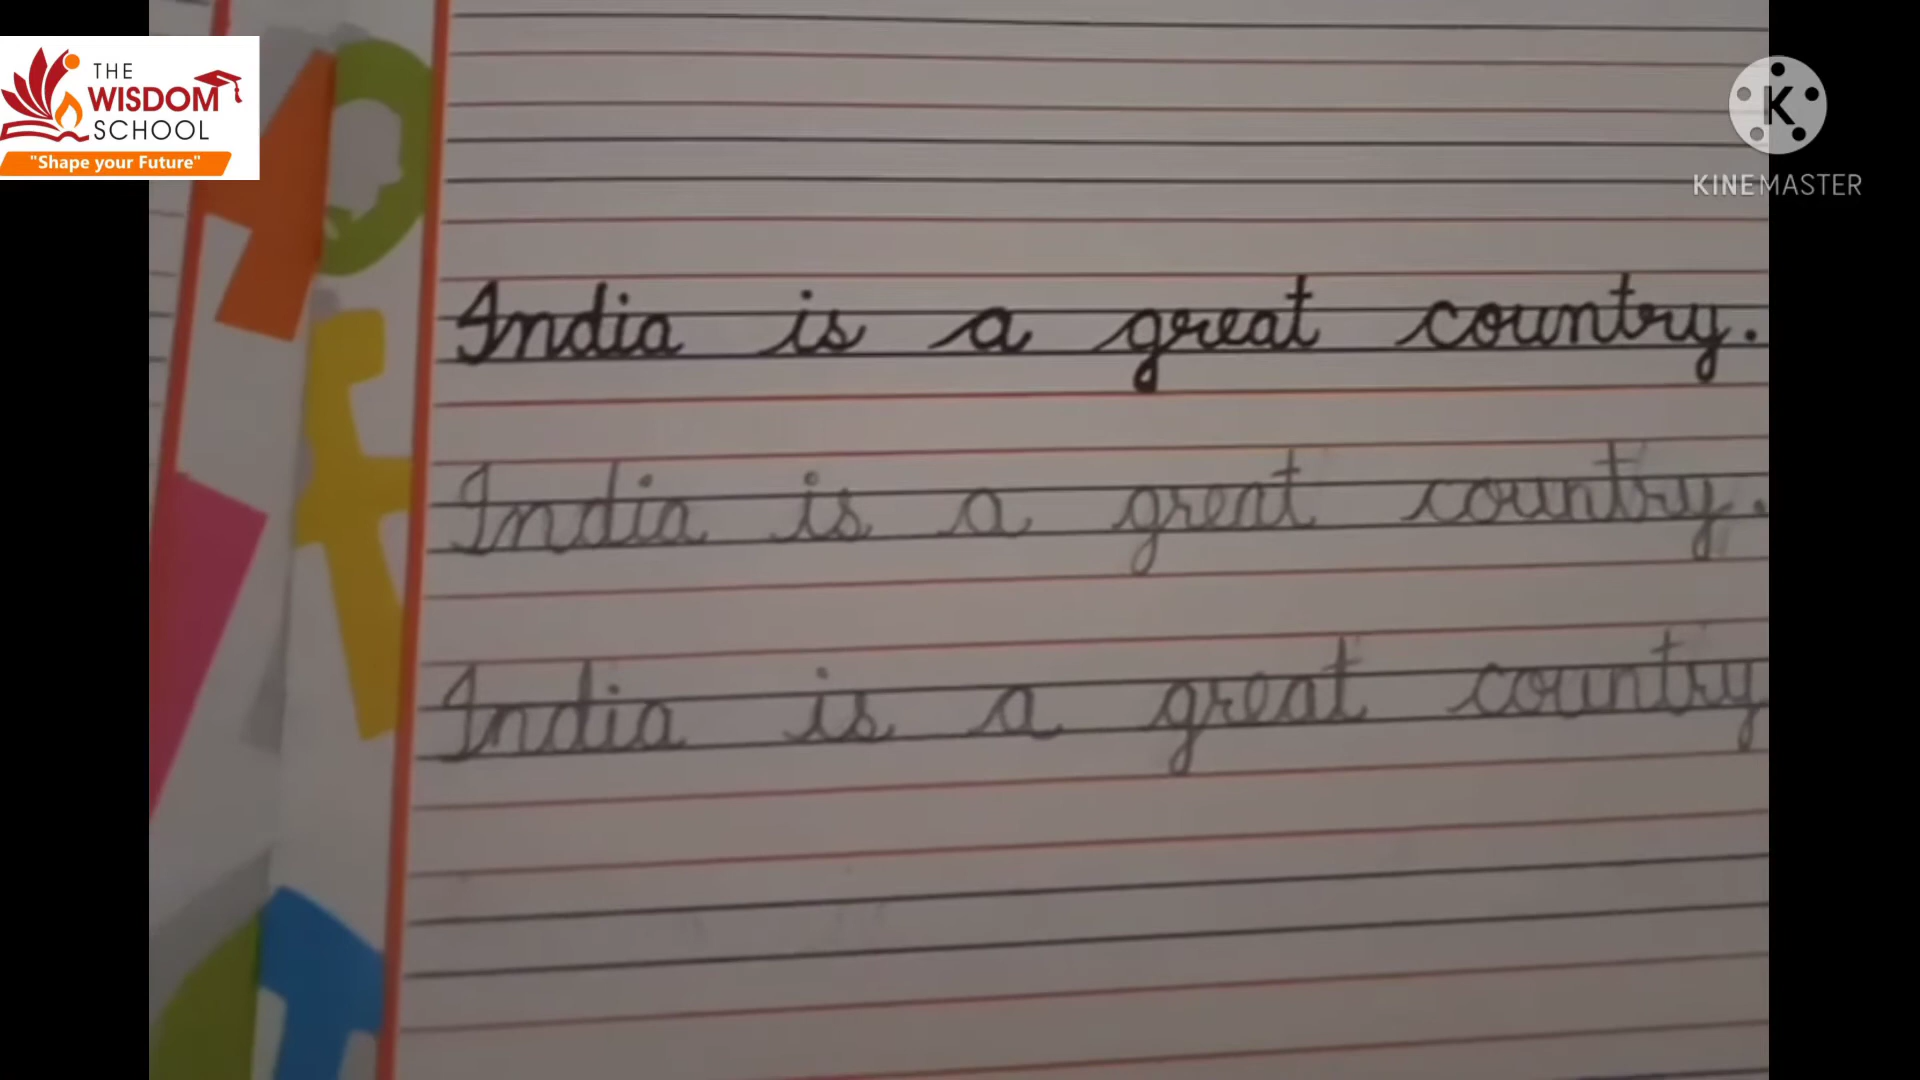 THE
WISDOM
SCHOOL
"Shape your Future"
K
KINEMASTER
India is a great country.
India is a great country.
India is a great country